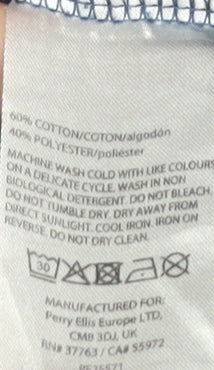 60% COTTON/COTON/algodón
40% POLYESTER/poliéster
MACHINE WASH COLD WITH LIKE COLOURS
ON A DELICATE CYCLE. WASH IN NON
BIOLOGICAL DETERGENT. DO NOT BLEACH.
DO NOT TUMBLE DRY. DRY AWAY FROM
DIRECT SUNLIGHT. COOL IRON. IRON ON
REVERSE. DO NOT DRY CLEAN.
30
MANUFACTURED FOR:
Perry Ellis Europe LTD,
CM8 3DJ, UK
RN# 37763 / CA# 55972